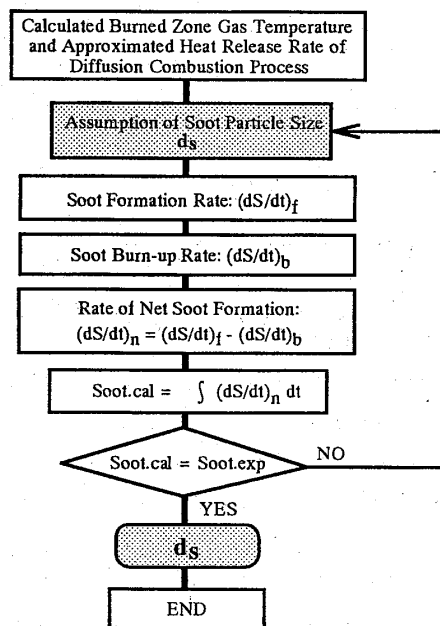 Calculated Burned Zone Gas Temperature
and Approximated Heat Release Rate of
Diffusion Combustion Process
Assumption of Soot Particle Size
ds
Soot Formation Rate: (dS/dt)f
Soot Burn-up Rate: (dS/dt)b
Rate of Net Soot Formation:
(dS/dt)n = (dS/dt)f - (dS/dt)b
Soot.cal = ∫ (dS/dt)n dt
Soot.cal = Soot.exp
NO
YES
ds
END